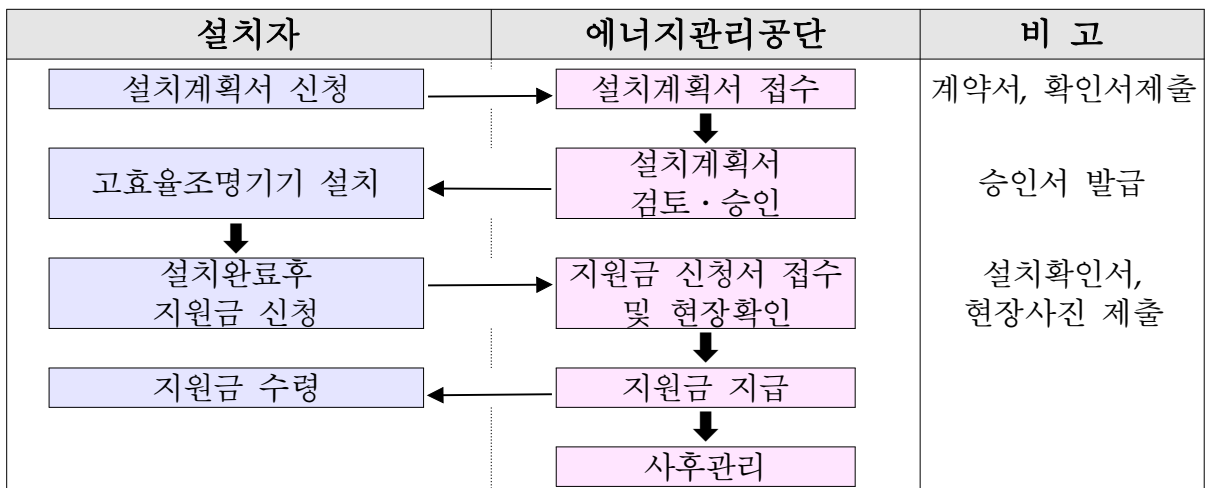 설치자
에너지관리공단
비 고
설치계획서 신청
설치계획서 접수
계약서, 확인서제출
고효율조명기기 설치
설치계획서
검토·승인
승인서 발급
설치완료후
지원금 신청
지원금 신청서 접수
및 현장확인
설치확인서,
현장사진 제출
지원금 수령
지원금 지급
사후관리